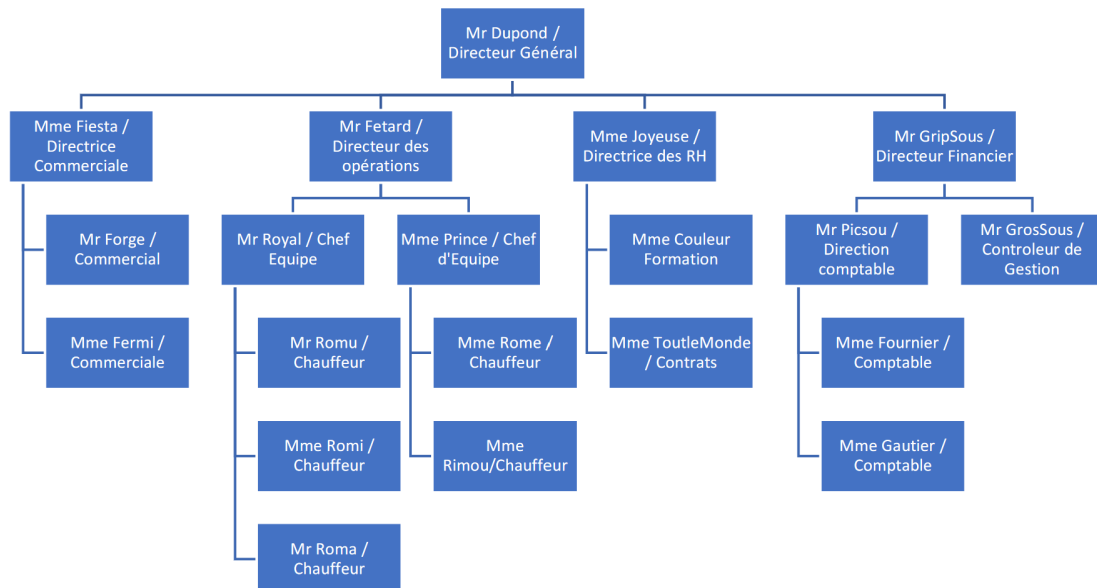 Mr Dupond /
Directeur Général
Mme Fiesta /
Directrice
Commerciale
Mr Fetard /
Directeur des
opérations
Mme Joyeuse /
Directrice des RH
Mr GripSous /
Directeur Financier
Mr Forge /
Commercial
Mr Royal / Chef
Equipe
Mme Prince / Chef
d'Equipe
Mme Couleur
Formation
Mr Picsou /
Direction
comptable
Mr GrosSous /
Controleur de
Gestion
Mme Fermi /
Commerciale
Mr Romu /
Chauffeur
Mme Rome /
Chauffeur
Mme ToutleMonde
/ Contrats
Mme Fournier /
Comptable
Mme Romi /
Chauffeur
Mme
Rimou/Chauffeur
Mme Gautier /
Comptable
Mr Roma /
Chauffeur